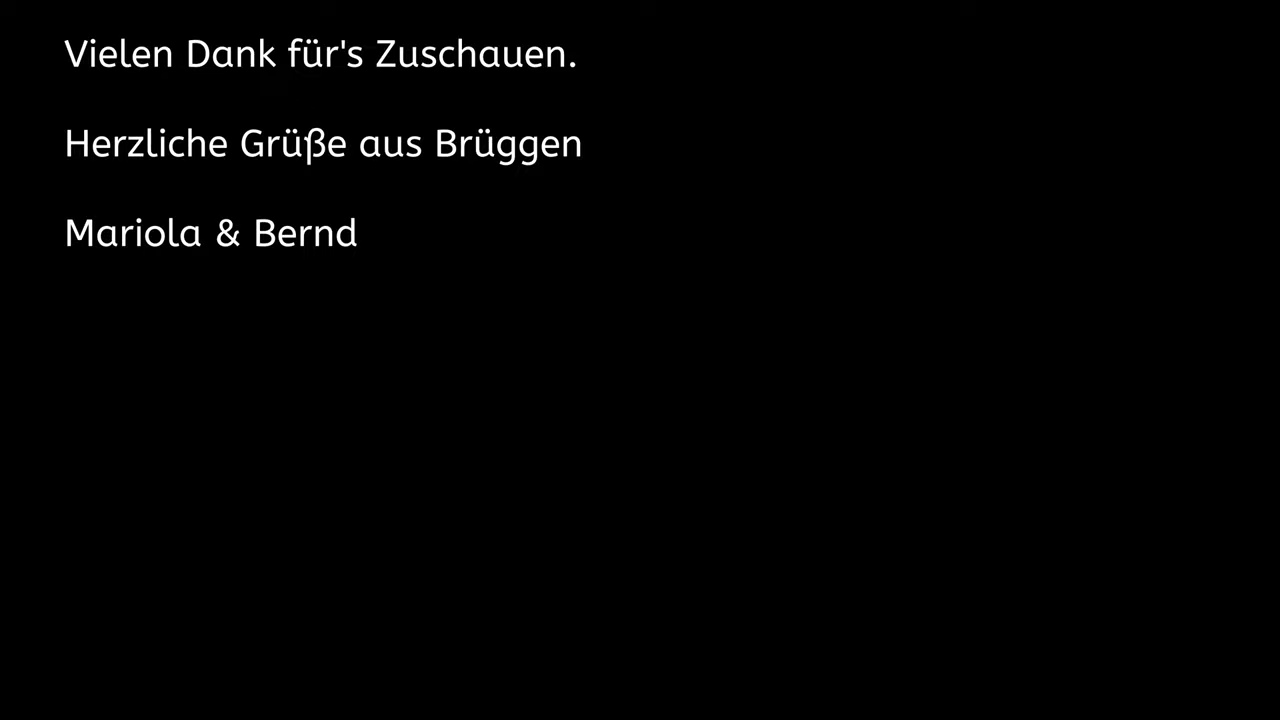 Vielen Dank für's Zuschauen.
Herzliche Grüße aus Brüggen
Mariola & Bernd